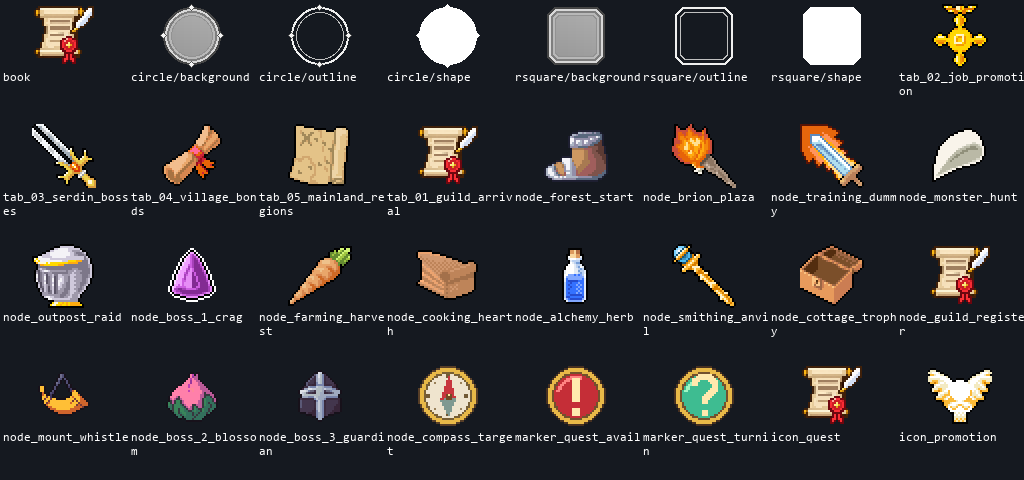 book
circle/background
circle/outline
circle/shape
rsquare/background
rsquare/outline
rsquare/shape
tab_02_job_promoti
on
tab_03_serdin_boss
es
tab_04_village_bon
ds
tab_05_mainland_re
gions
tab_01_guild_arriv
al
node_forest_start
node_brion_plaza
node_training_dumm
y
node_monster_hunt
node_outpost_raid
node_boss_1_crag
node_farming_harve
st
node_cooking_heart
h
node_alchemy_herb
node_smithing_anvi
l
node_cottage_troph
y
node_guild_registe
r
node_mount_whistle
node_boss_2_blosso
m
node_boss_3_guardi
an
node_compass_targe
t
marker_quest_avail
marker_quest_turni
n
icon_quest
icon_promotion